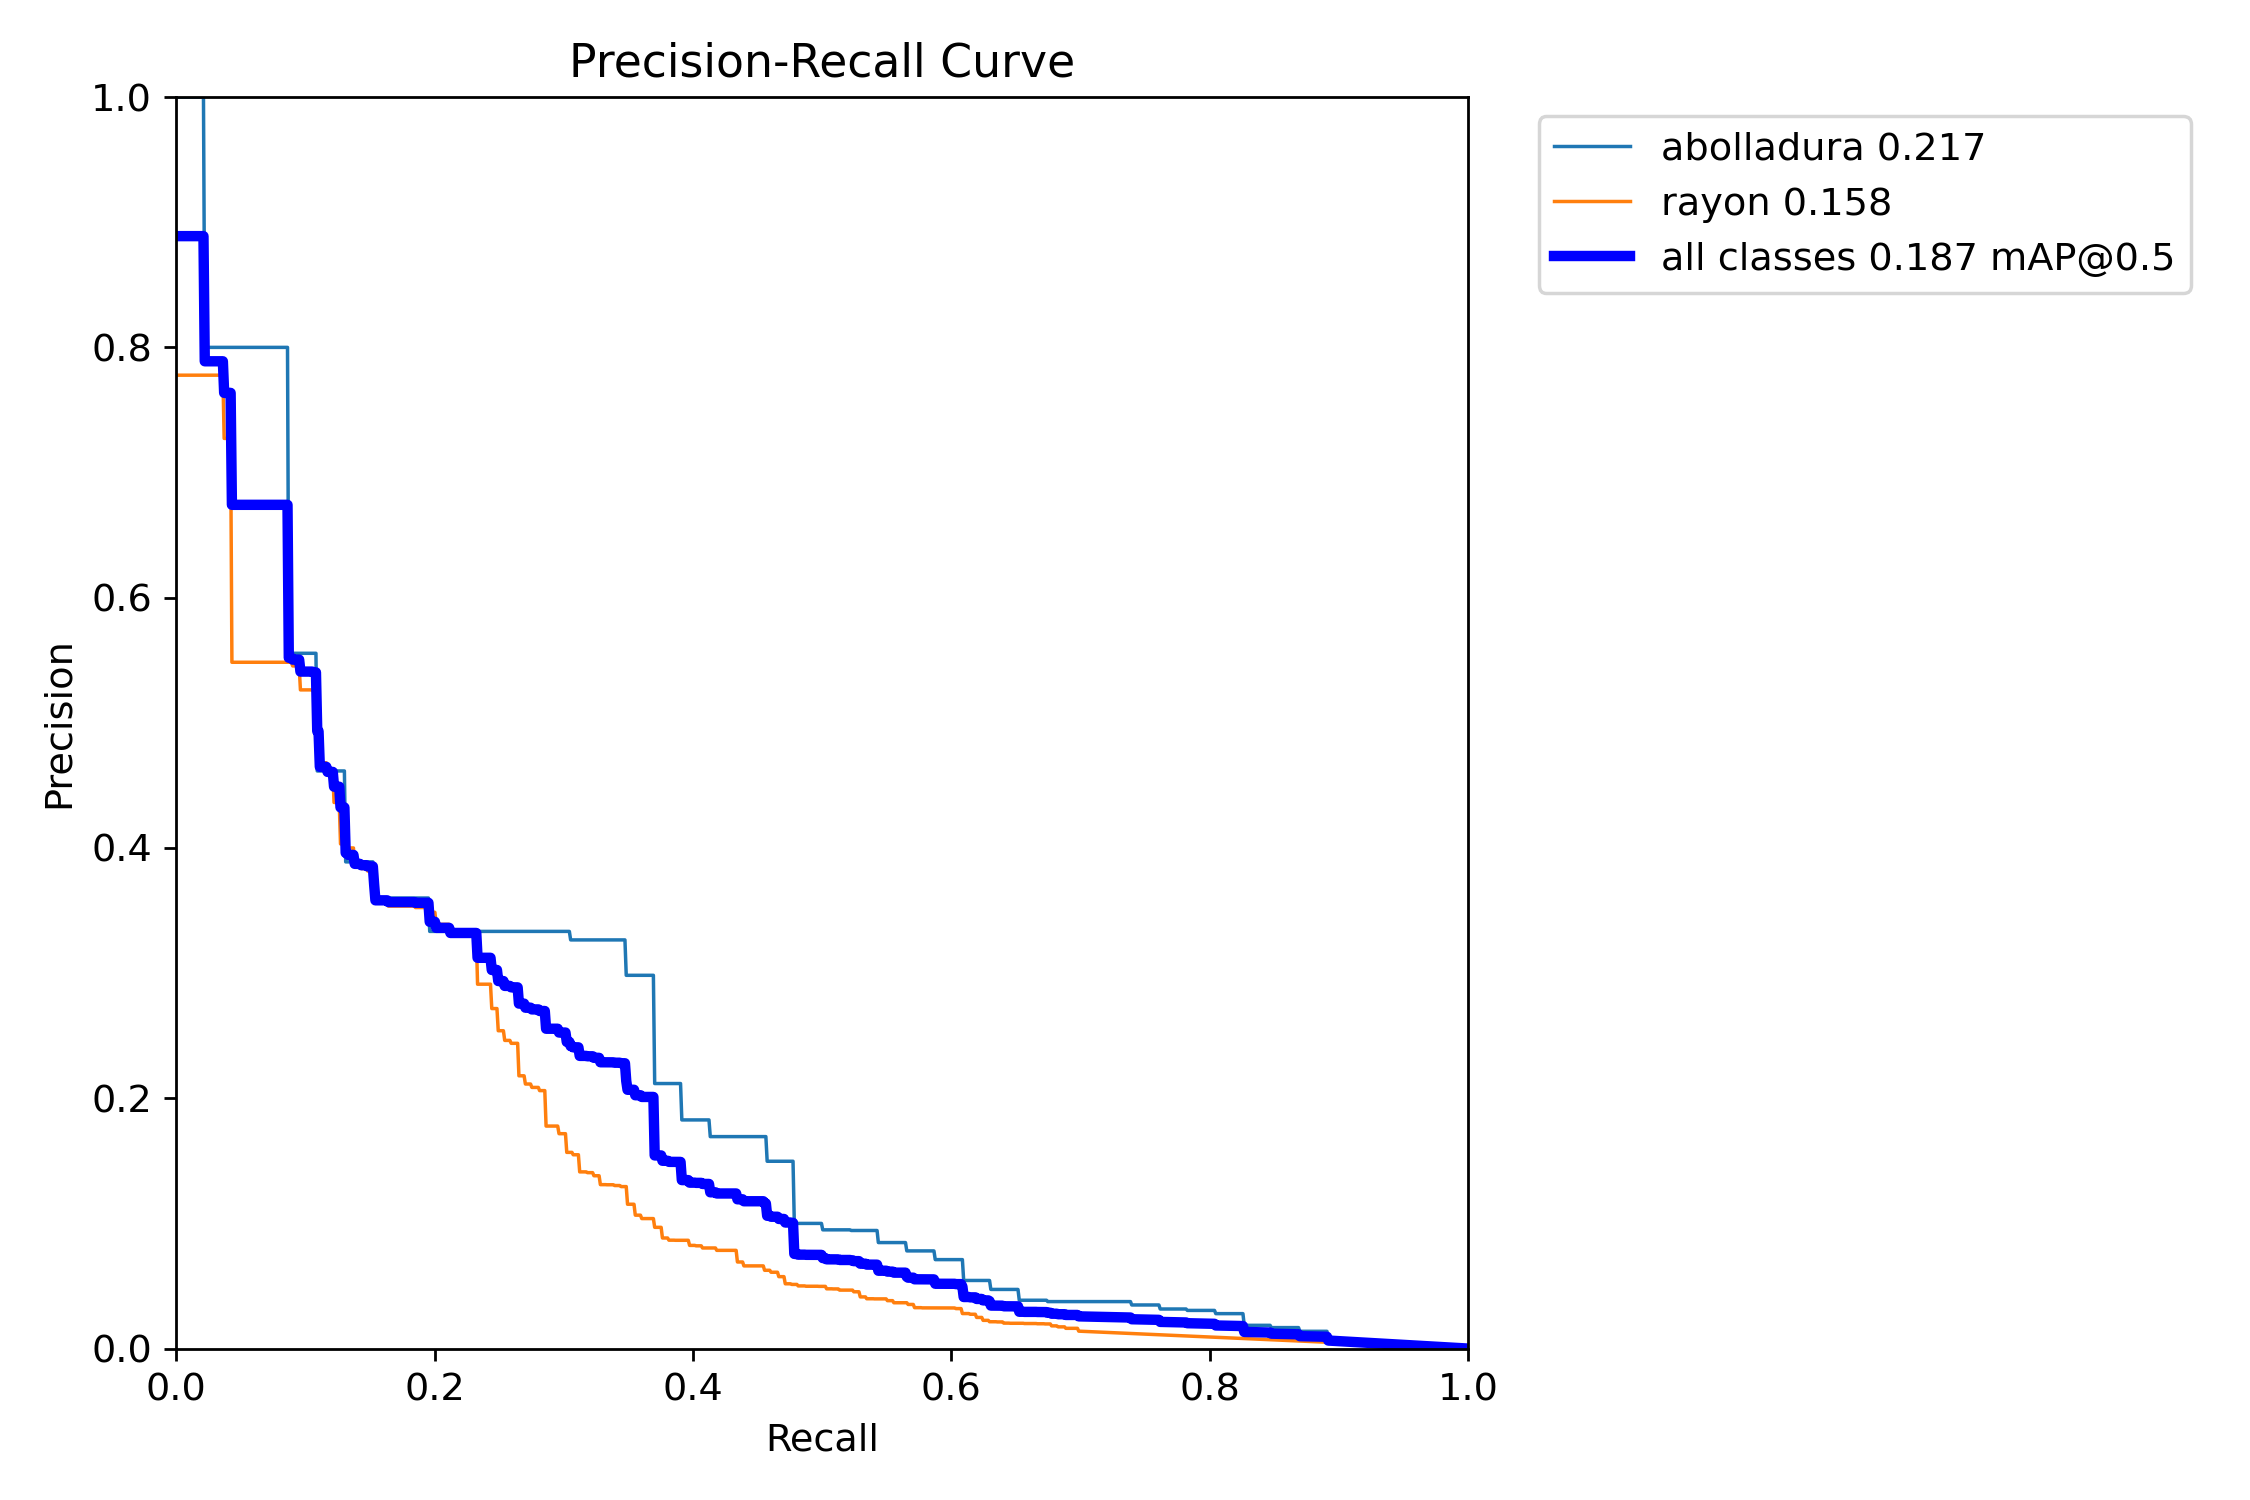 Precision-Recall Curve
1.0
0.8
0.6
0.4
0.2
0.0
Precision
0.0 0.2 0.4 0.6 0.8 1.0
Recall
abolladura 0.217
rayon 0.158
all classes 0.187 mAP@0.5